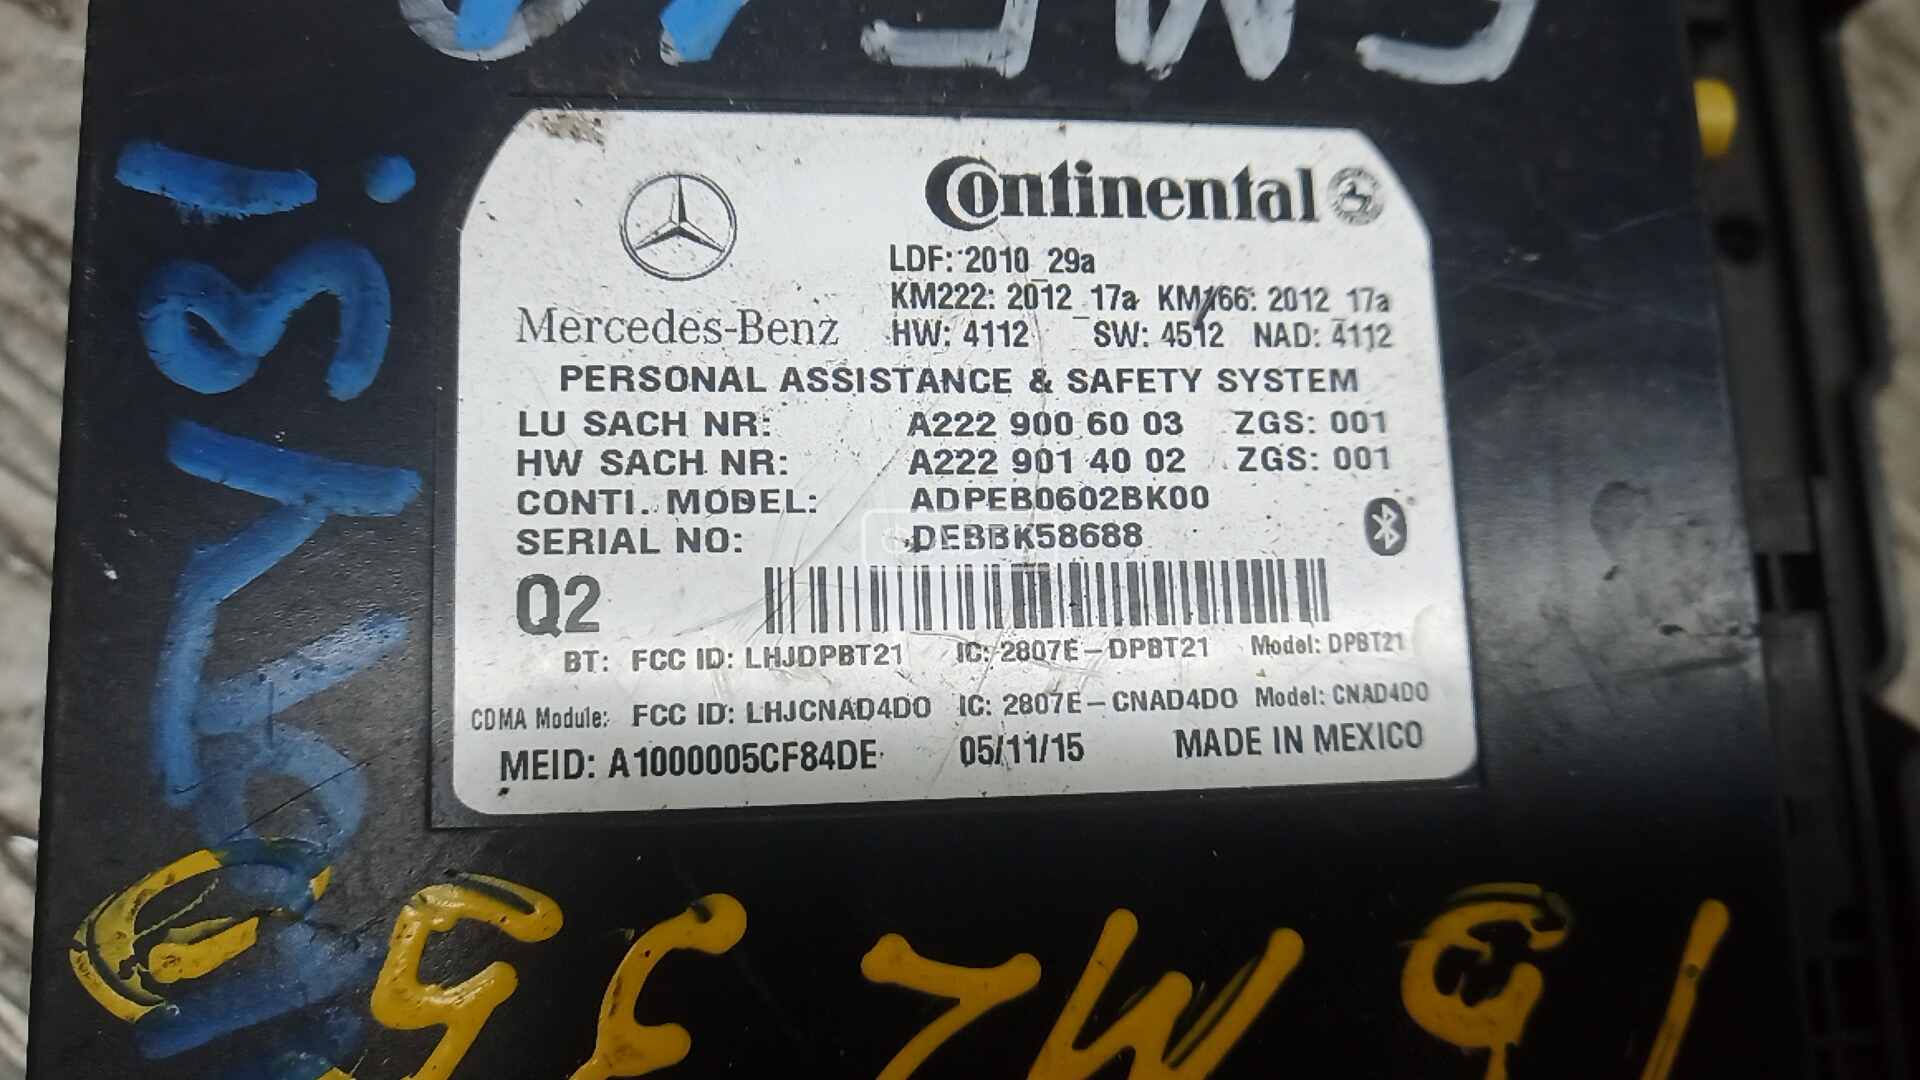 Continental
Mercedes-Benz
LDF: 2010_29a
KM222: 2012_17a KM166: 2012_17a
HW: 4112 SW: 4512 NAD: 4112
PERSONAL ASSISTANCE & SAFETY SYSTEM
LU SACH NR: A222 900 60 03 ZGS: 001
HW SACH NR: A222 901 40 02 ZGS: 001
CONTI. MODEL: ADPEB0602BK00
SERIAL NO: DEBBK58688
Q2
BT: FCC ID: LHJDPBT21 IC: 2807E-DPBT21 Model: DPBT21
CDMA Module: FCC ID: LHJCNAD4DO IC: 2807E-CNAD4DO Model: CNAD4DO
MEID: A1000005CF84DE 05/11/15 MADE IN MEXICO